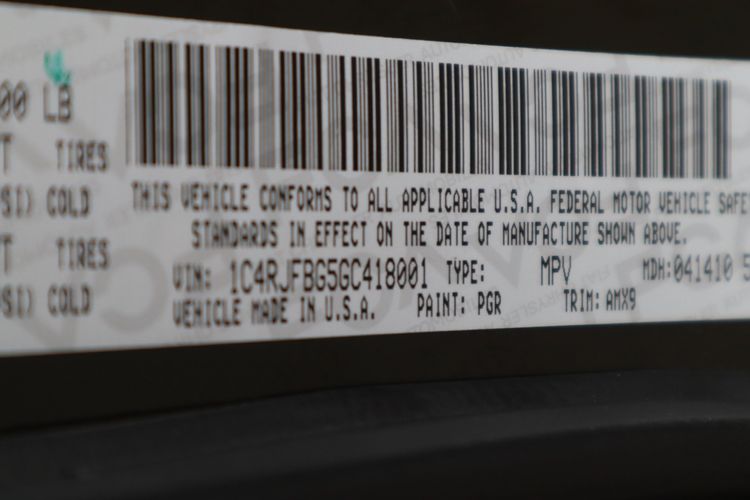 00 LB
T TIRES
SI) COLD
T TIRES
SI) COLD
THIS VEHICLE CONFORMS TO ALL APPLICABLE U.S.A. FEDERAL MOTOR VEHICLE SAFE
STANDARDS IN EFFECT ON THE DATE OF MANUFACTURE SHOWN ABOVE.
VIN: 1C4RJFBG5GC418001 TYPE: MPV MDH:041410 5
VEHICLE MADE IN U.S.A. PAINT: PGR TRIM: AMX9